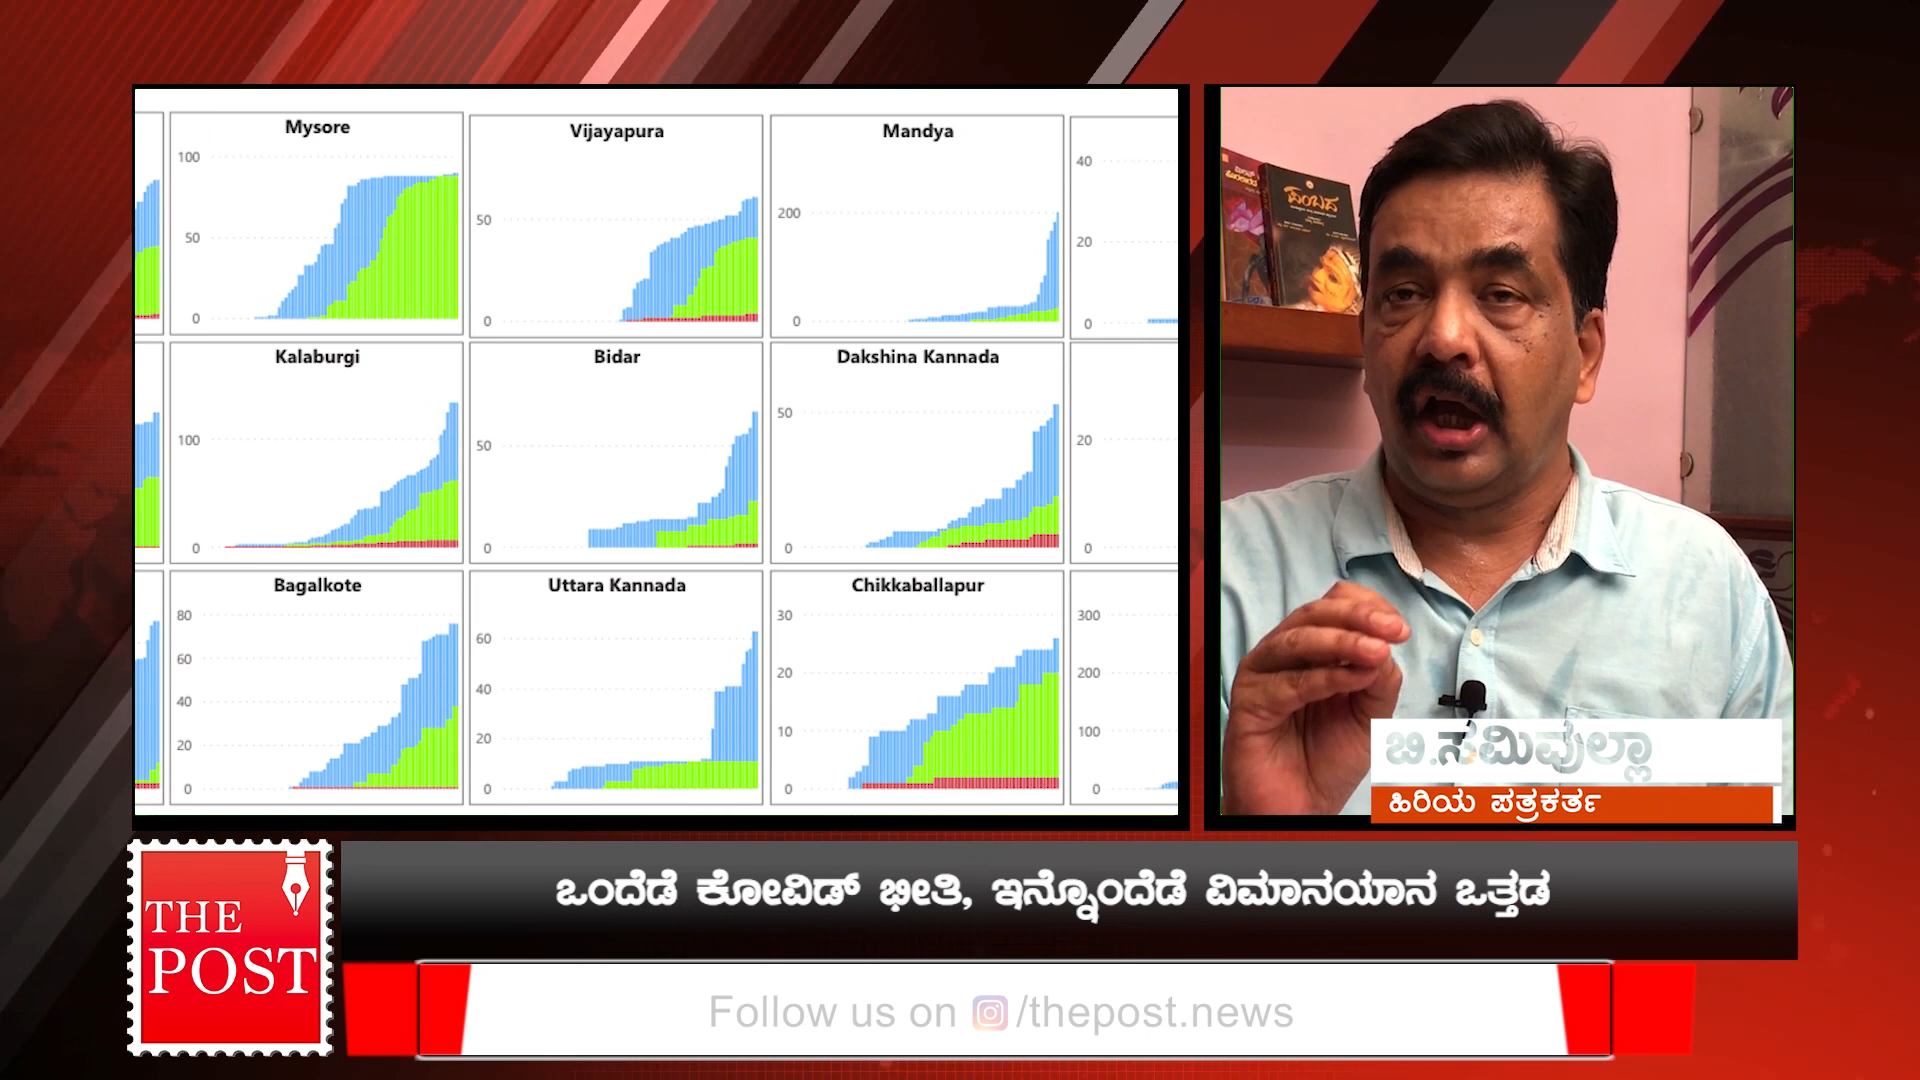 Mysore
100
50
0
Vijayapura
50
0
Mandya
200
0
40
20
0
Kalaburgi
100
0
Bidar
50
0
Dakshina Kannada
50
0
20
0
Bagalkote
80
60
40
20
0
Uttara Kannada
60
40
20
0
Chikkaballapur
30
20
10
0
300
200
100
0
ಹಂಬದ
ಬಿ.ಸಮಿವುಲ್ಲಾ
ಹಿರಿಯ ಪತ್ರಕರ್ತ
THE
POST
ಒಂದೆಡೆ ಕೋವಿಡ್ ಭೀತಿ, ಇನ್ನೊಂದೆಡೆ ವಿಮಾನಯಾನ ಒತ್ತಡ
Follow us on /thepost.news